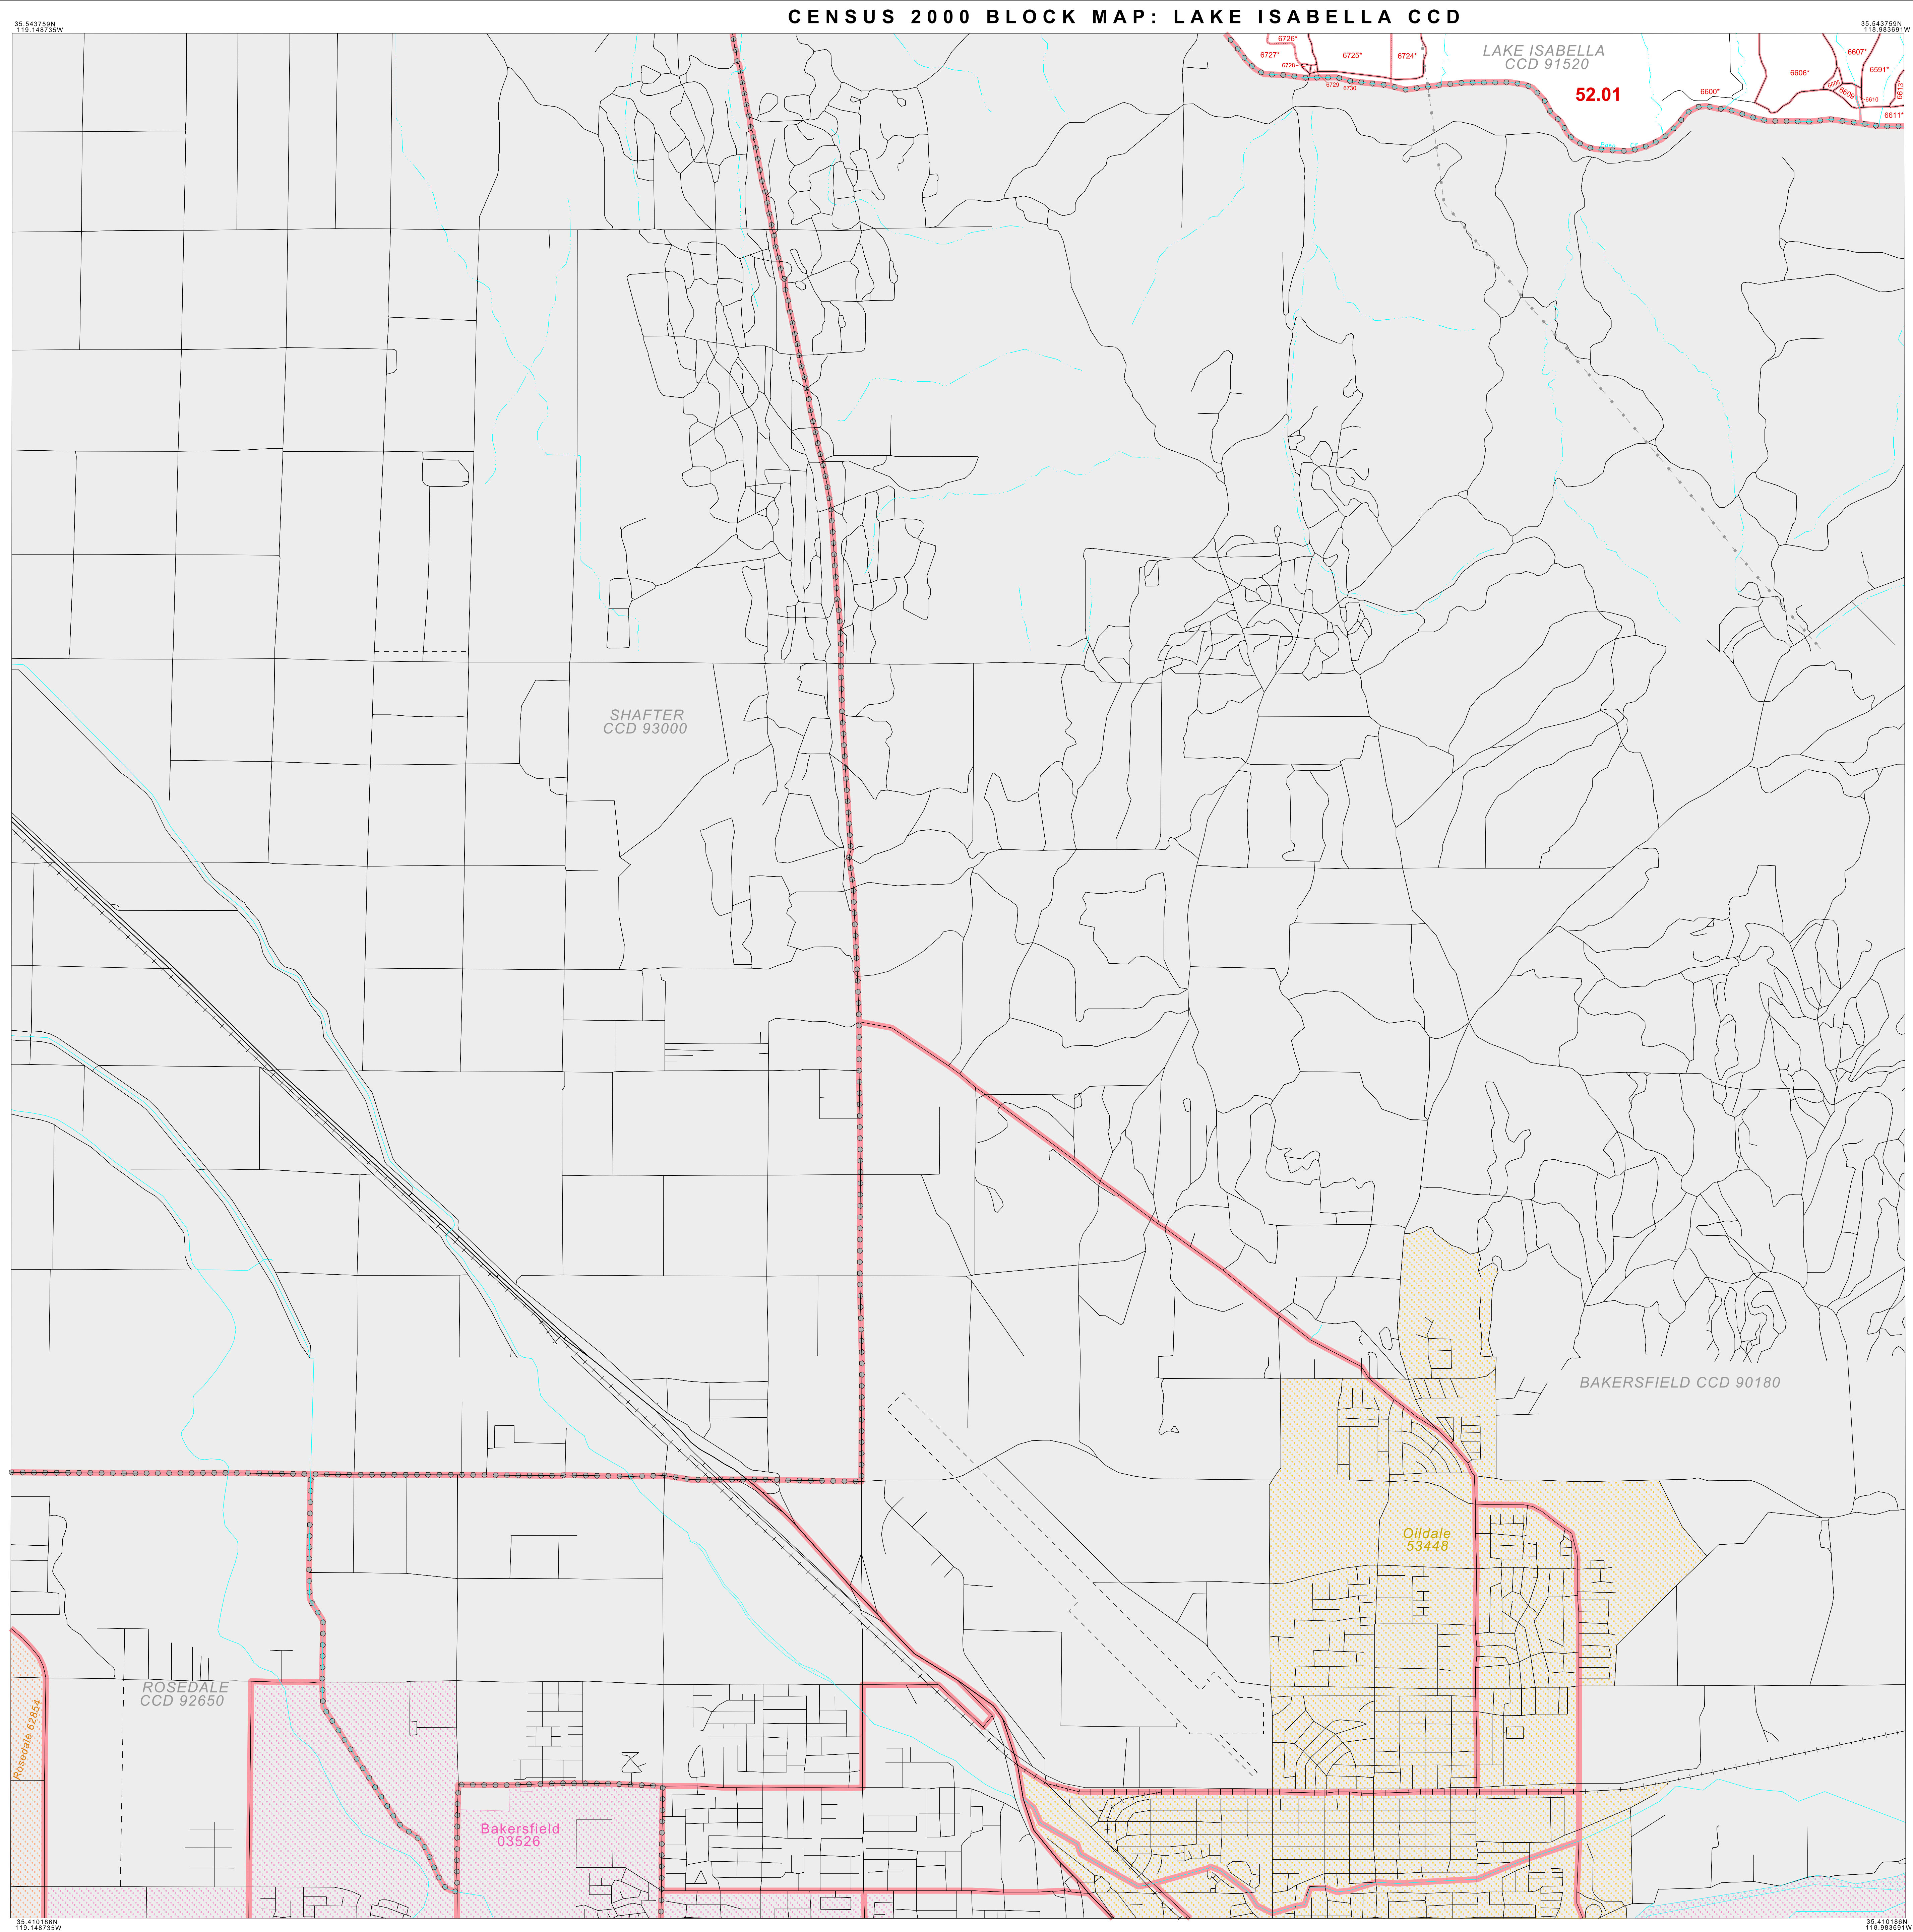 CENSUS 2000 BLOCK MAP: LAKE ISABELLA CCD
35.543759N
119.148735W
35.543759N
118.983691W
6726*
6727*
6728
6725*
6724*
6729
6730
LAKE ISABELLA
CCD 91520
52.01
6600*
6606*
6607*
6591*
6613*
6608
6609
6610
6611*
SHAFTER
CCD 93000
BAKERSFIELD CCD 90180
Oildale
53448
ROSEDALE
CCD 92650
Rosedale 62854
Bakersfield
03526
35.410186N
119.148735W
35.410186N
118.983691W